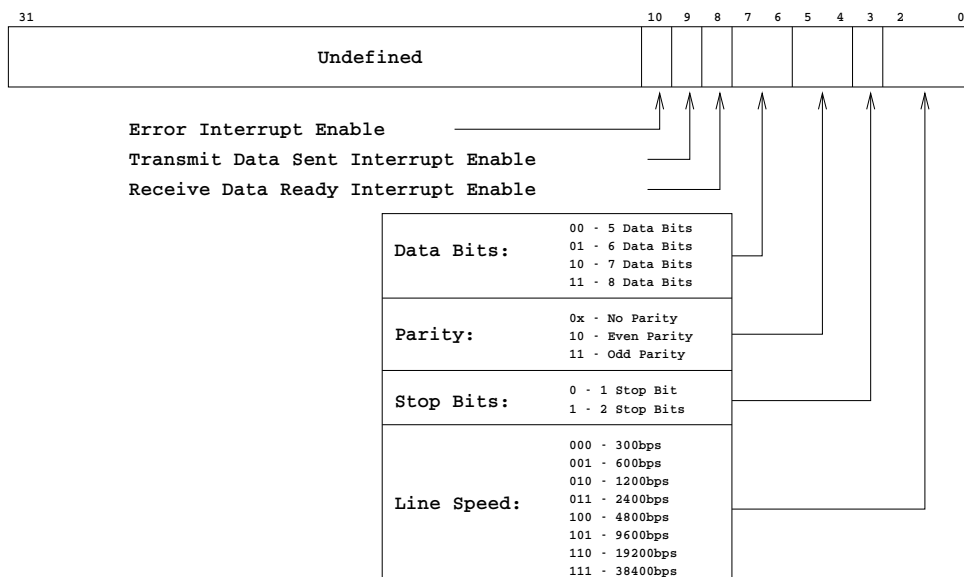 31 10 9 8 7 6 5 4 3 2 0
Undefined
Error Interrupt Enable
Transmit Data Sent Interrupt Enable
Receive Data Ready Interrupt Enable
Data Bits:
00 - 5 Data Bits
01 - 6 Data Bits
10 - 7 Data Bits
11 - 8 Data Bits
Parity:
0x - No Parity
10 - Even Parity
11 - Odd Parity
Stop Bits:
0 - 1 Stop Bit
1 - 2 Stop Bits
Line Speed:
000 - 300bps
001 - 600bps
010 - 1200bps
011 - 2400bps
100 - 4800bps
101 - 9600bps
110 - 19200bps
111 - 38400bps